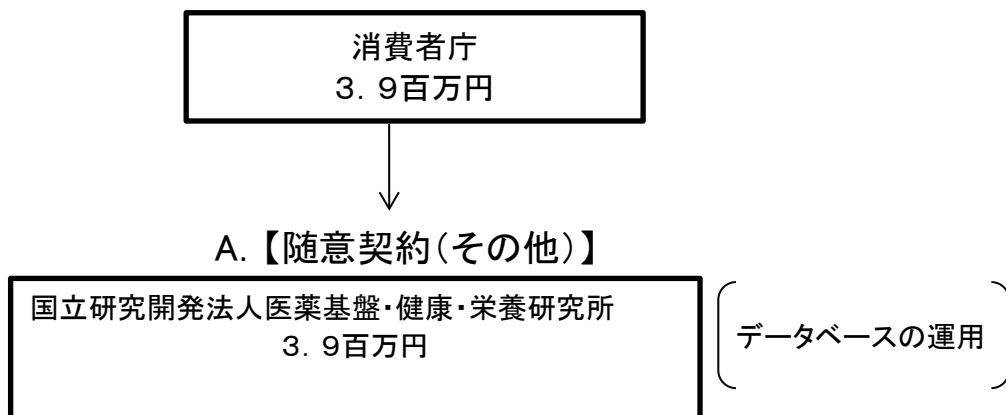 消費者庁
３．９百万円
A.【随意契約（その他）】
国立研究開発法人医薬基盤・健康・栄養研究所
３．９百万円
データベースの運用